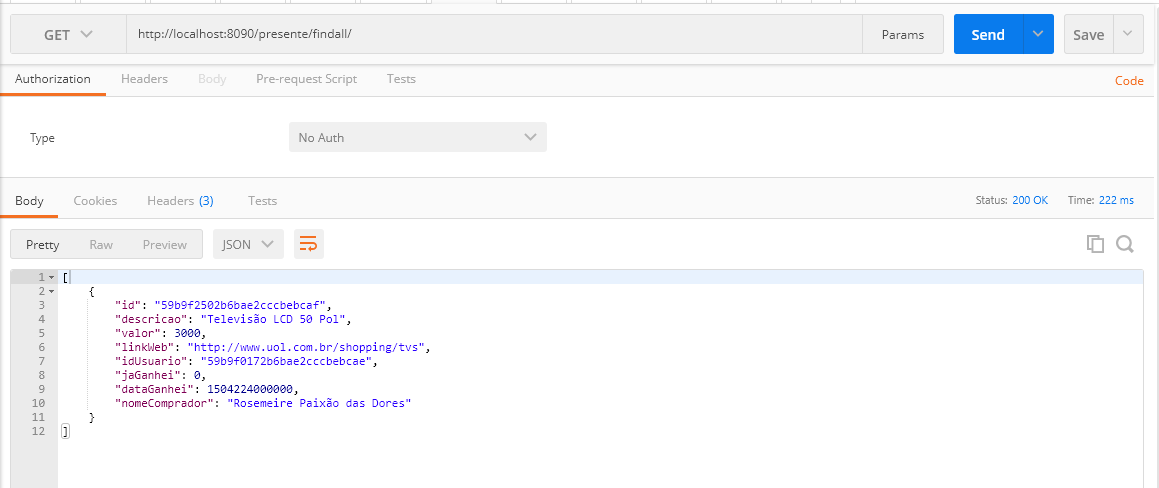 GET http://localhost:8090/presente/findall/ Params Send Save
Authorization Headers Body Pre-request Script Tests Code
Type No Auth
Body Cookies Headers (3) Tests Status: 200 OK Time: 222 ms
Pretty Raw Preview JSON
1 [
2 {
3 "id": "59b9f2502b6bae2cccbebcaf",
4 "descricao": "Televisão LCD 50 Pol",
5 "valor": 3000,
6 "linkWeb": "http://www.uol.com.br/shopping/tvs",
7 "idUsuario": "59b9f0172b6bae2cccbebcae",
8 "jaGanhei": 0,
9 "dataGanhei": 1504224000000,
10 "nomeComprador": "Rosemeire Paixão das Dores"
11 }
12 ]